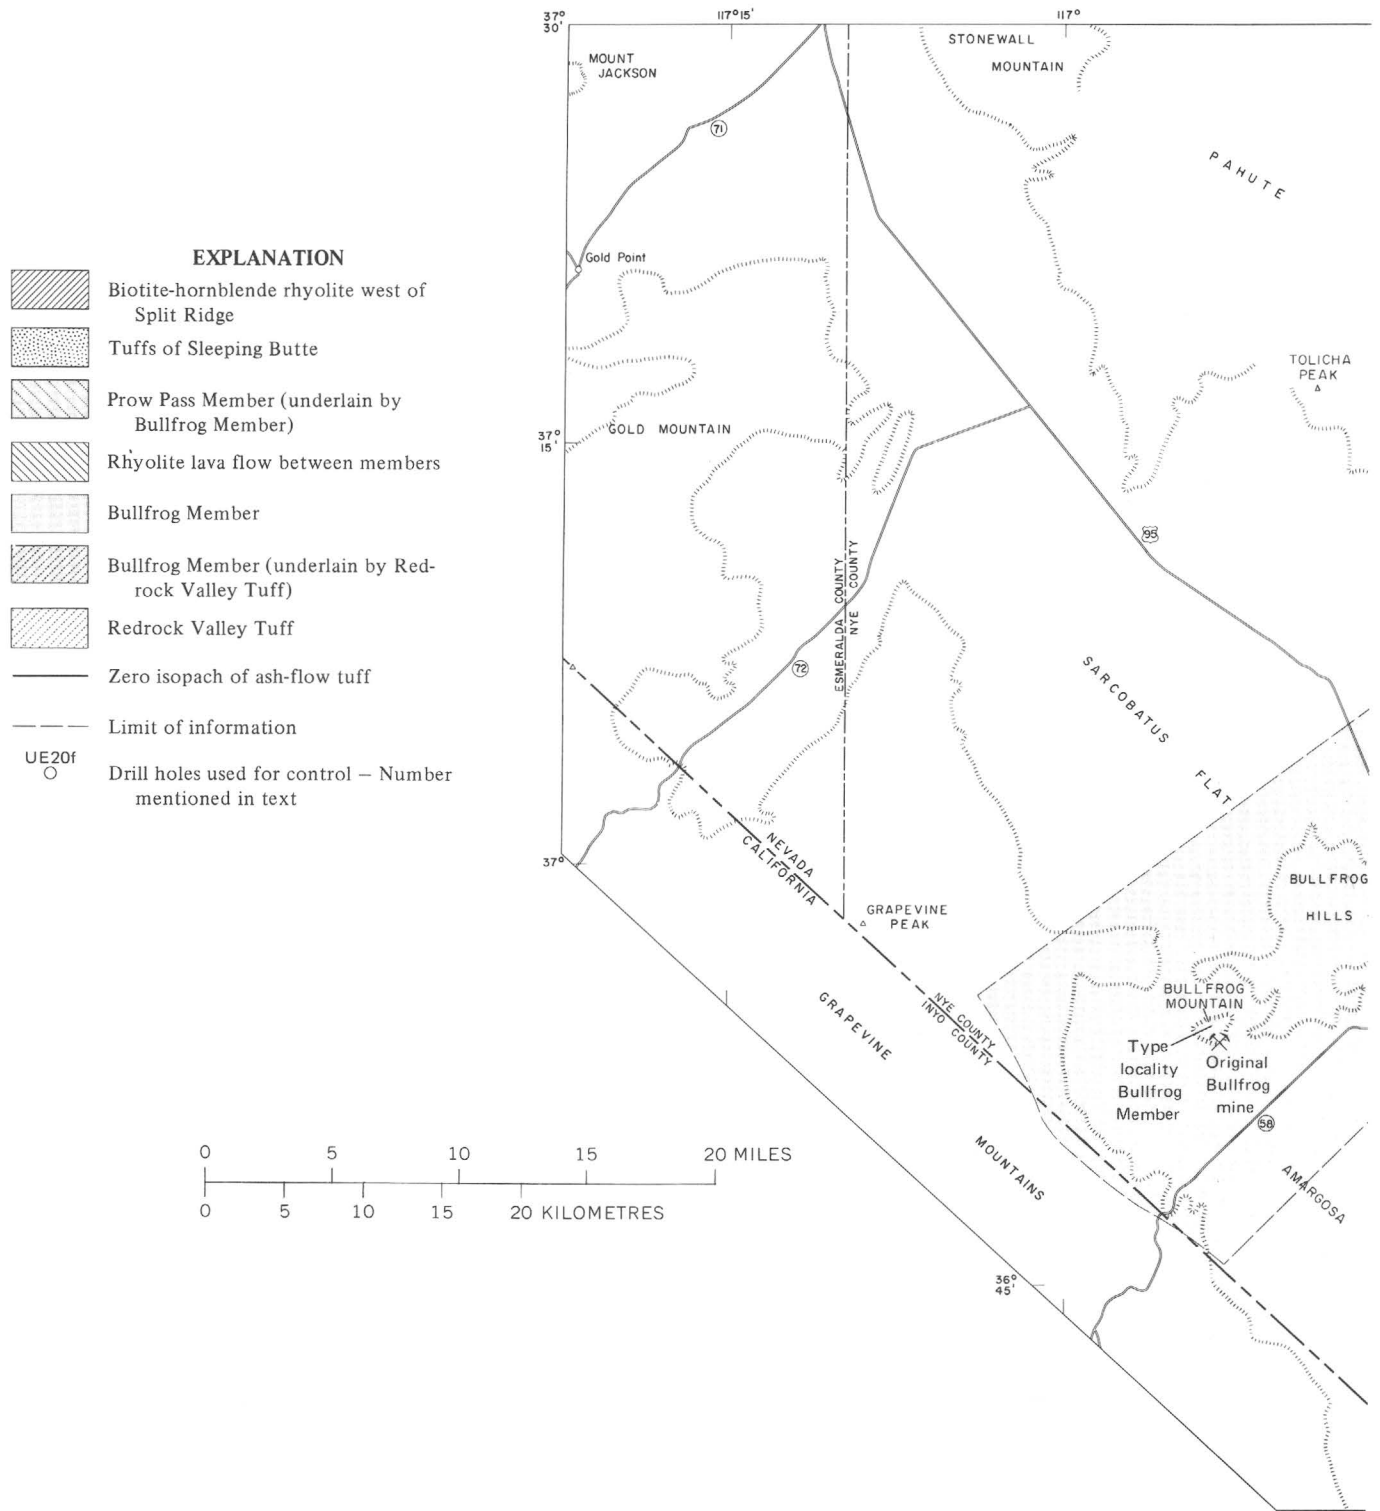 EXPLANATION
Biotite-hornblende rhyolite west of
Split Ridge
Tuffs of Sleeping Butte
Prow Pass Member (underlain by
Bullfrog Member)
Rhyolite lava flow between members
Bullfrog Member
Bullfrog Member (underlain by Red-
rock Valley Tuff)
Redrock Valley Tuff
Zero isopach of ash-flow tuff
Limit of information
UE20f
Drill holes used for control – Number
mentioned in text
0 5 10 15 20 MILES
0 5 10 15 20 KILOMETRES
37°
30'
117°15'
117°
MOUNT
JACKSON
STONEWALL
MOUNTAIN
71
PAHUTE
Gold Point
TOLICHA
PEAK
37°
15'
GOLD MOUNTAIN
95
ESMERALDA COUNTY
NYE COUNTY
72
SARCOBATUS
FLAT
NEVADA
CALIFORNIA
37°
BULLFROG
HILLS
GRAPEVINE
PEAK
GRAPEVINE
MOUNTAINS
NYE COUNTY
INYO COUNTY
BULLFROG
MOUNTAIN
Type
locality
Bullfrog
Member
Original
Bullfrog
mine
58
AMARGOSA
36°
45'